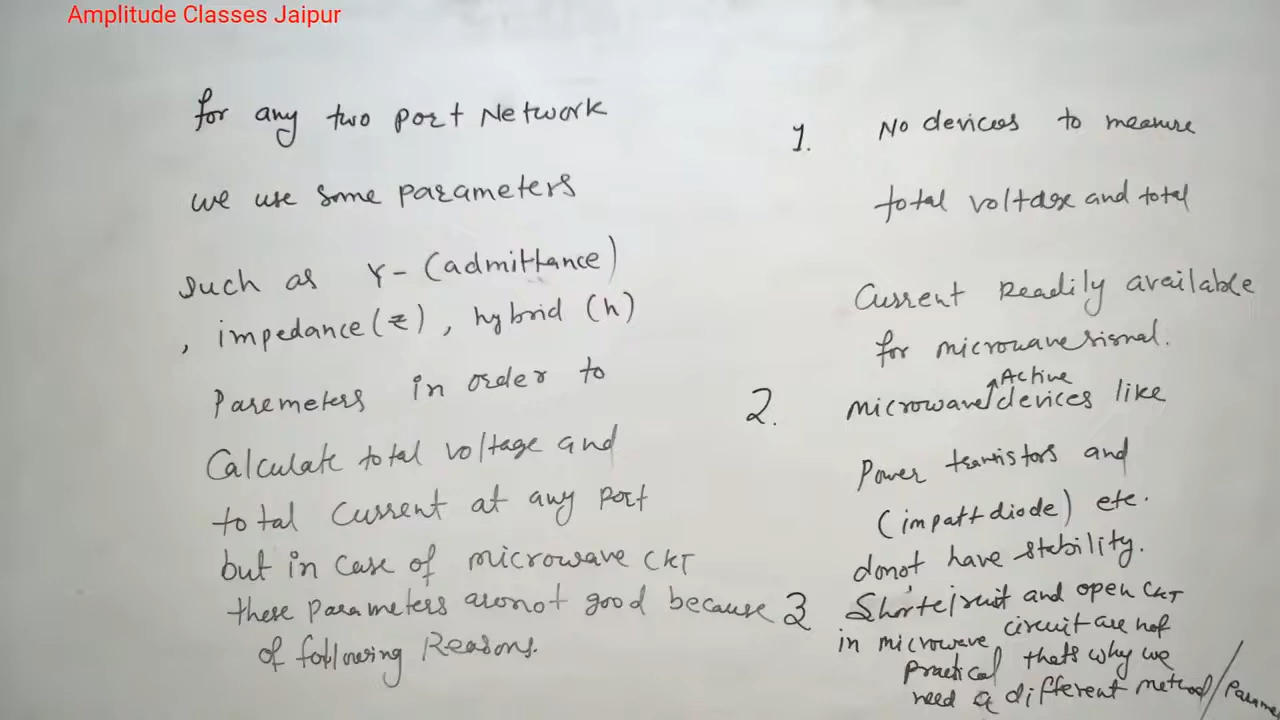 Amplitude Classes Jaipur
for any two port Network
we use some parameters
such as Y- (admittance)
, impedance (z), hybrid (h)
Paremeters in order to
Calculate total voltage and
total Current at any port
but in case of microwave CKT
these parameters are not good because
of following Reasons.
1. No devices to measure
total voltage and total
Current Readily available
for microwave signal.
Active
2. microwave devices like
Power transistors and
(impatt diode) etc.
donot have stability.
3 Shortcircuit and open CKT
in microwave circuit are not
practical thats why we
need a different method/